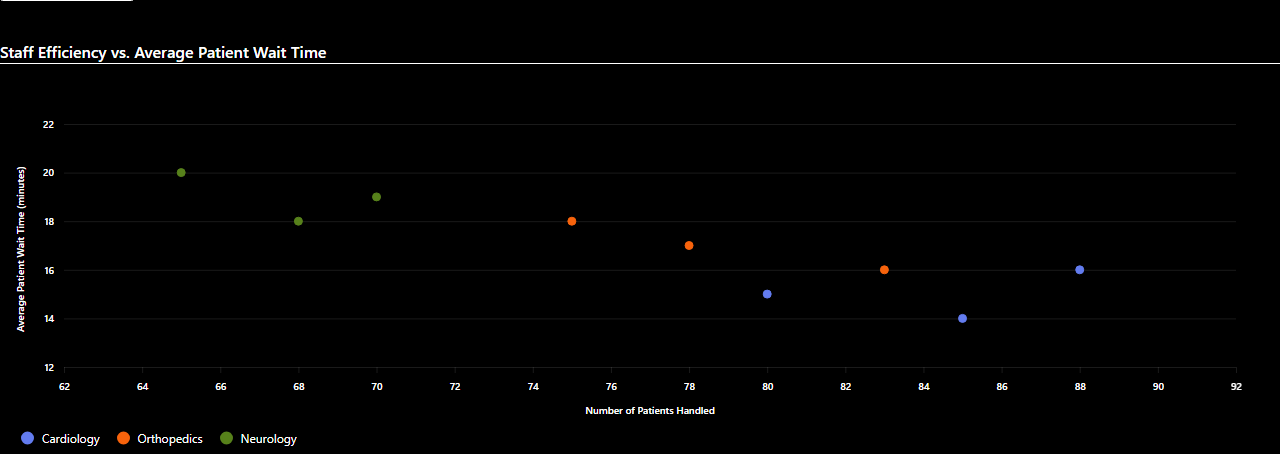 Staff Efficiency vs. Average Patient Wait Time
Average Patient Wait Time (minutes)
22
20
18
16
14
12
62 64 66 68 70 72 74 76 78 80 82 84 86 88 90 92
Number of Patients Handled
Cardiology Orthopedics Neurology